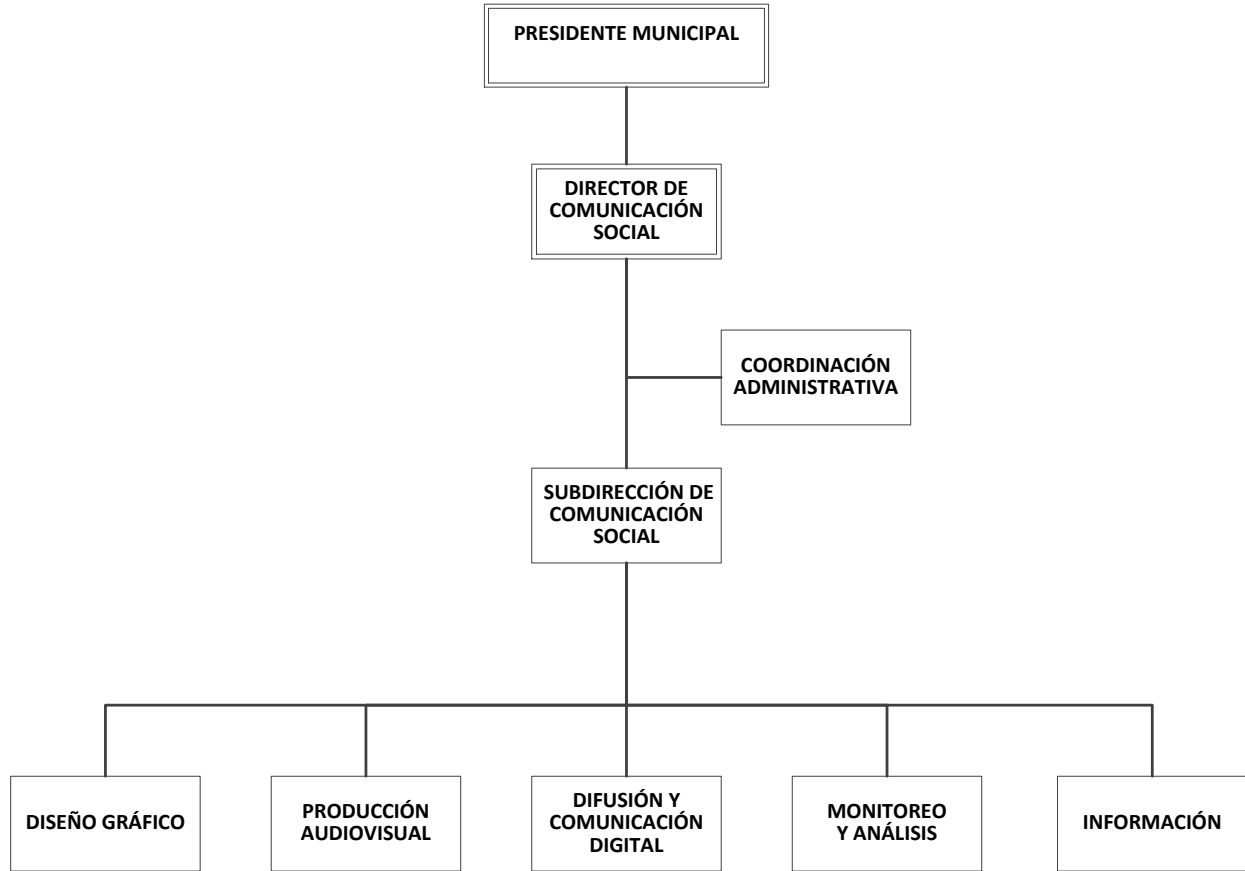 PRESIDENTE MUNICIPAL
DIRECTOR DE
COMUNICACIÓN
SOCIAL
COORDINACIÓN
ADMINISTRATIVA
SUBDIRECCIÓN DE
COMUNICACIÓN
SOCIAL
DISEÑO GRÁFICO
PRODUCCIÓN
AUDIOVISUAL
DIFUSIÓN Y
COMUNICACIÓN
DIGITAL
MONITOREO
Y ANÁLISIS
INFORMACIÓN